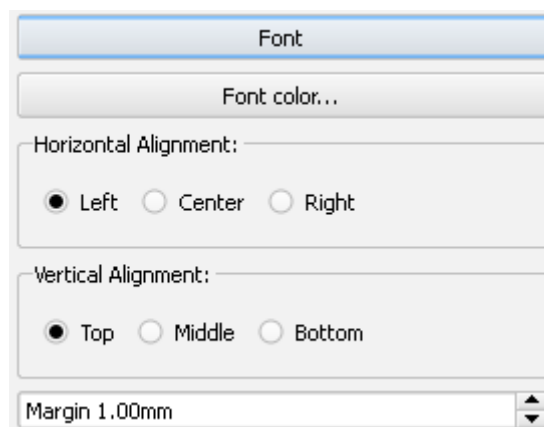 Font
Font color...
Horizontal Alignment:
Left Center Right
Vertical Alignment:
Top Middle Bottom
Margin 1.00mm